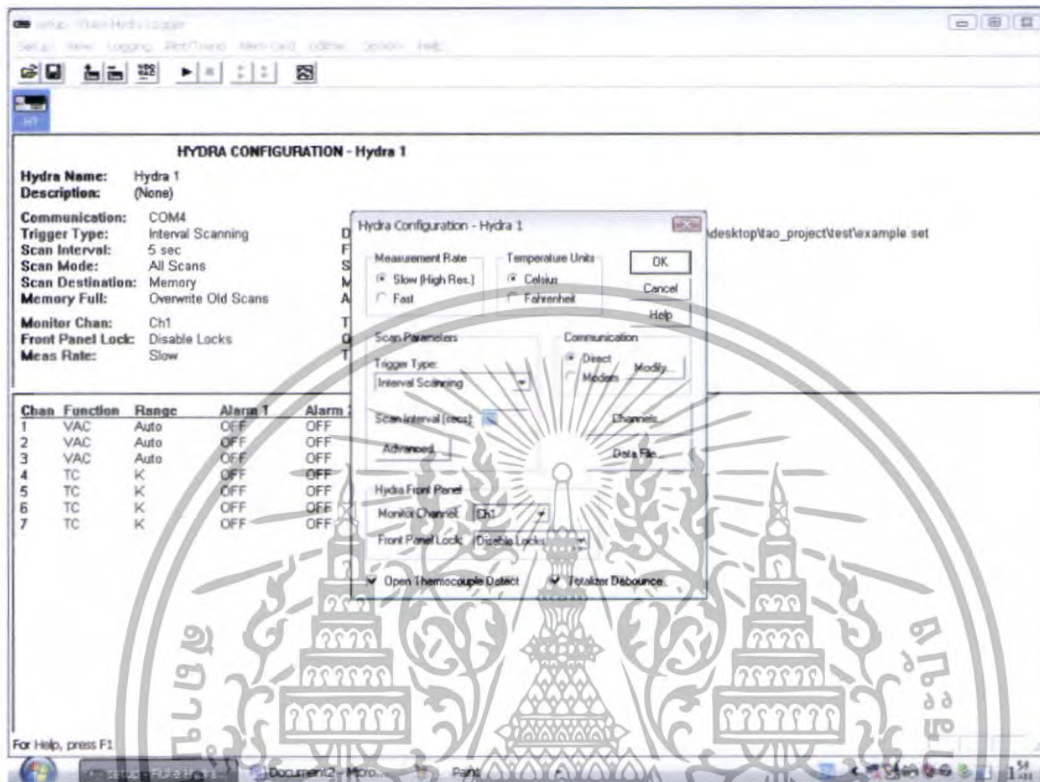 HYDRA CONFIGURATION - Hydra 1
Hydra Name: Hydra 1
Description: (None)
Communication: COM4
Trigger Type: Interval Scanning
Scan Interval: 5 sec
Scan Mode: All Scans
Scan Destination: Memory
Memory Full: Overwrite Old Scans
Monitor Chan: Ch1
Front Panel Lock: Disable Locks
Meas Rate: Slow
\desktop\tao_project\test\example set
Chan Function Range Alarm 1 Alarm 2
1 VAC Auto OFF OFF
2 VAC Auto OFF OFF
3 VAC Auto OFF OFF
4 TC K OFF OFF
5 TC K OFF OFF
6 TC K OFF OFF
7 TC K OFF OFF
Hydra Configuration - Hydra 1
Measurement Rate
Slow (High Res.)
Fast
Temperature Units
Celsius
Fahrenheit
OK
Cancel
Help
Scan Parameters
Trigger Type:
Interval Scanning
Scan Interval (secs):
Advanced...
Communication
Direct
Modem
Modify...
Channels...
Data File...
Hydra Front Panel
Monitor Channel: Ch1
Front Panel Lock: Disable Locks
Open Thermocouple Detect
Totalizer Debounce
For Help, press F1
Document2 - Micro...
Paint